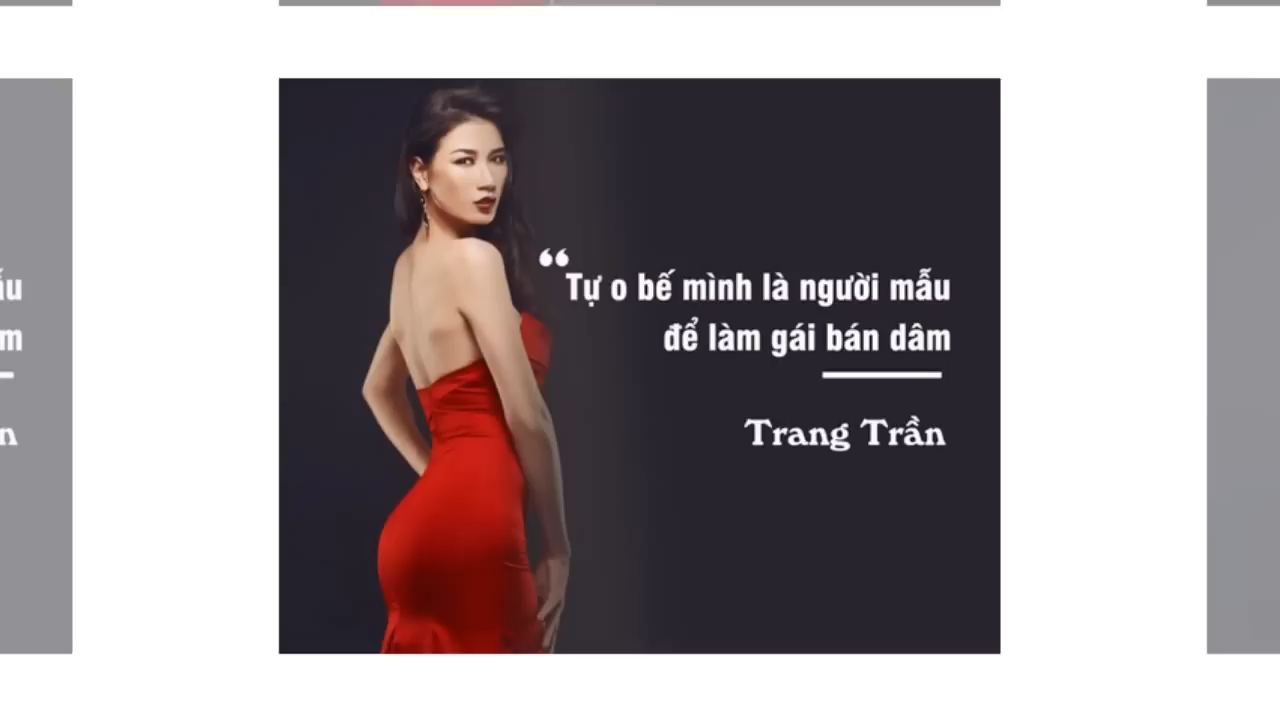 “Tự o bế mình là người mẫu
để làm gái bán dâm
Trang Trần